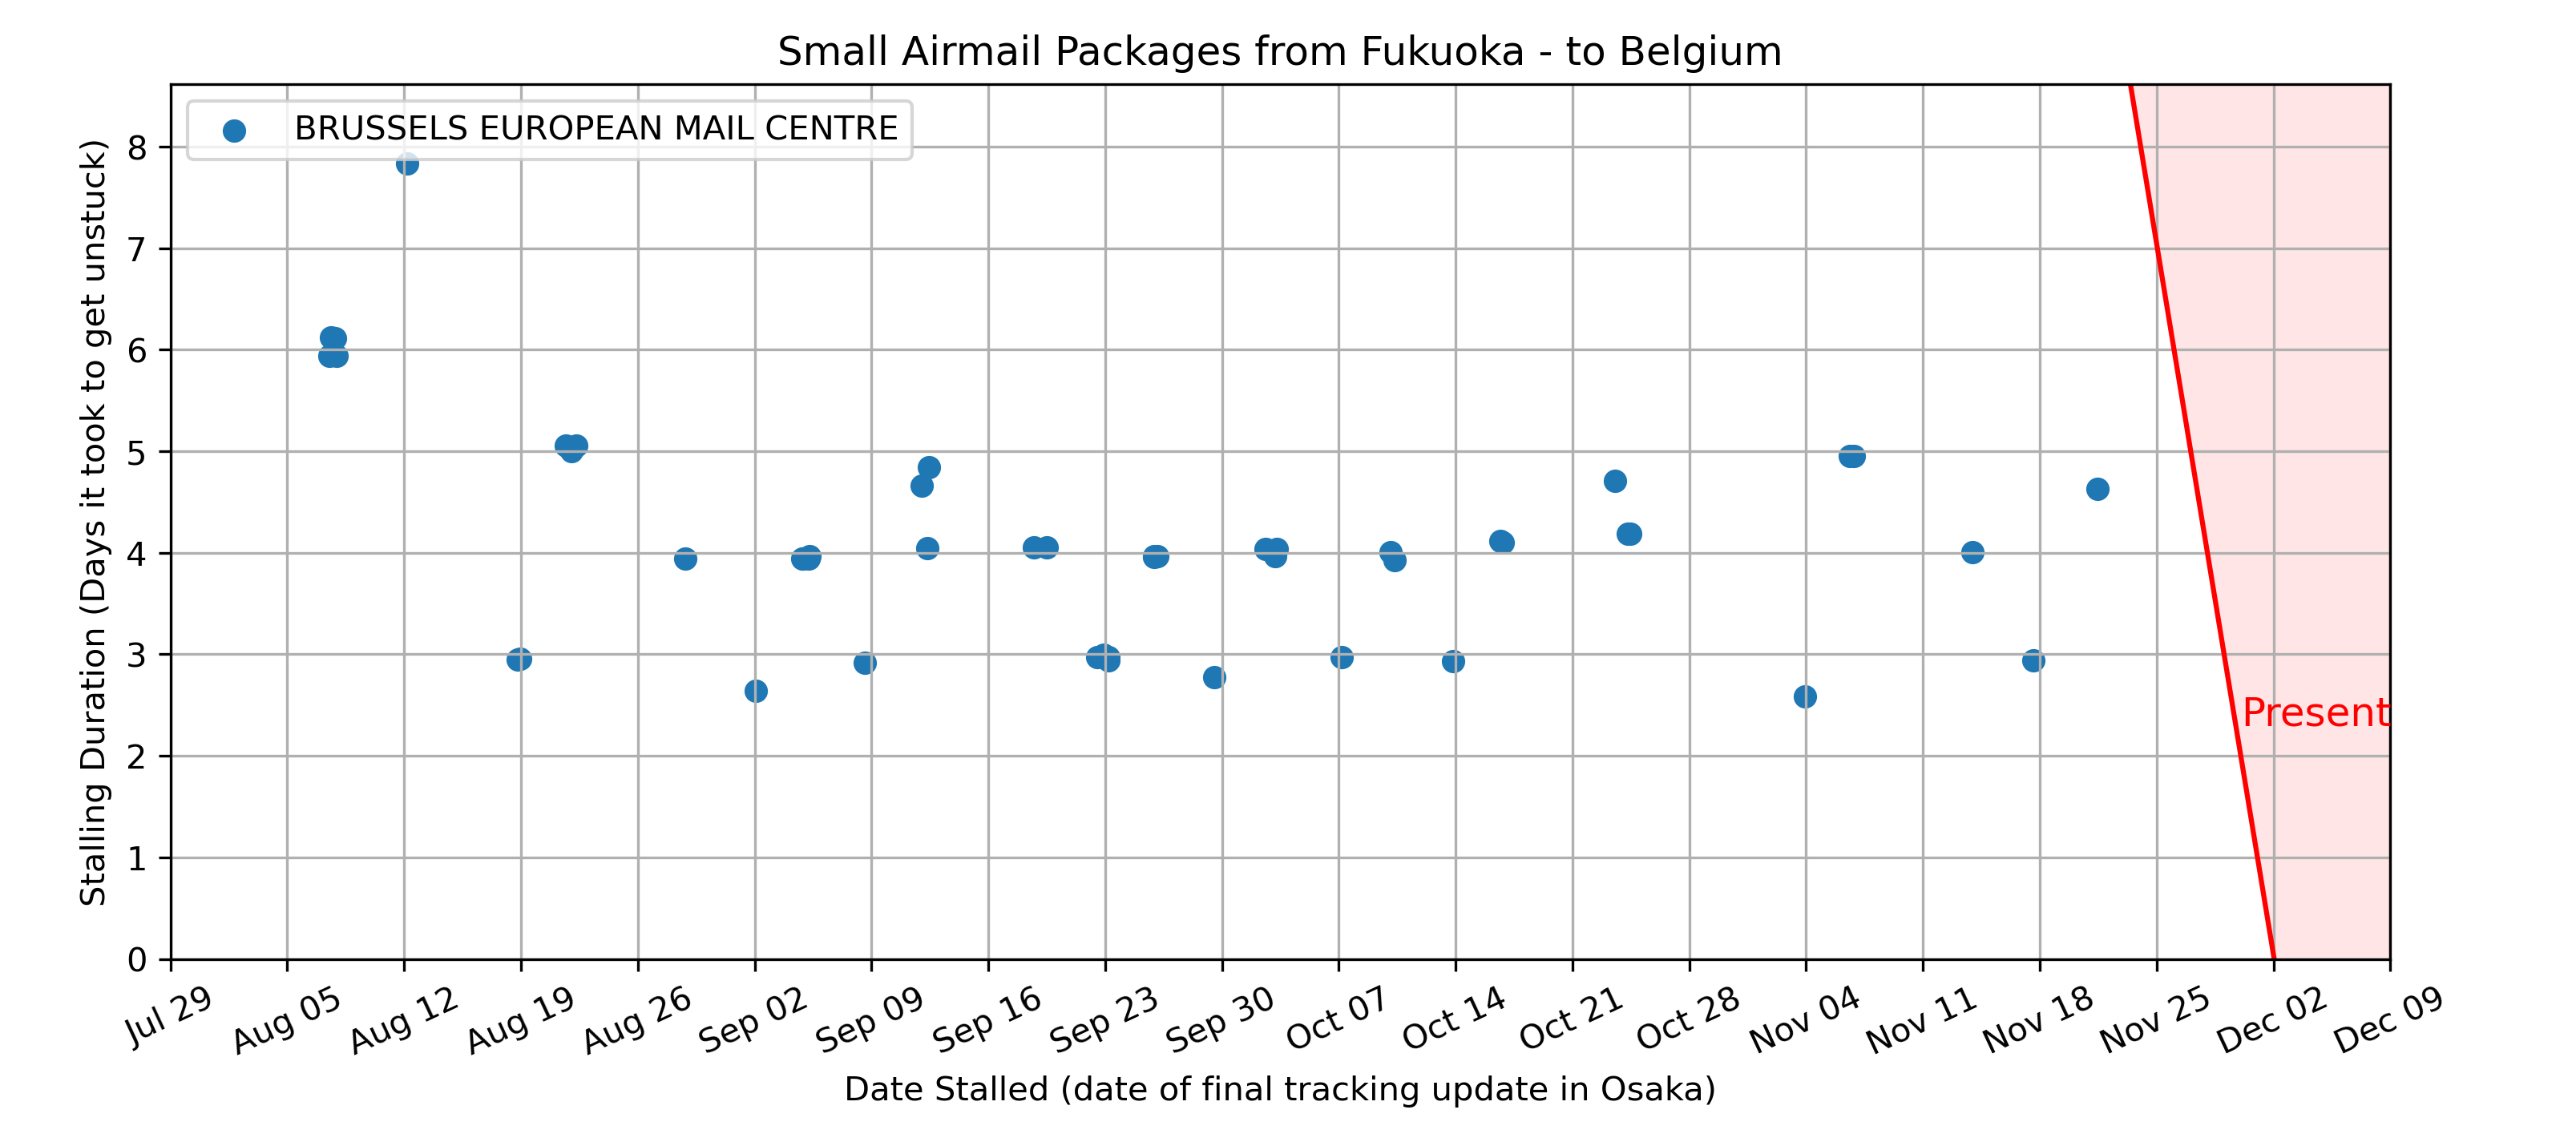 Small Airmail Packages from Fukuoka - to Belgium
BRUSSELS EUROPEAN MAIL CENTRE
Stalling Duration (Days it took to get unstuck)
8
7
6
5
4
3
2
1
0
Present
Jul 29
Aug 05
Aug 12
Aug 19
Aug 26
Sep 02
Sep 09
Sep 16
Sep 23
Sep 30
Oct 07
Oct 14
Oct 21
Oct 28
Nov 04
Nov 11
Nov 18
Nov 25
Dec 02
Dec 09
Date Stalled (date of final tracking update in Osaka)